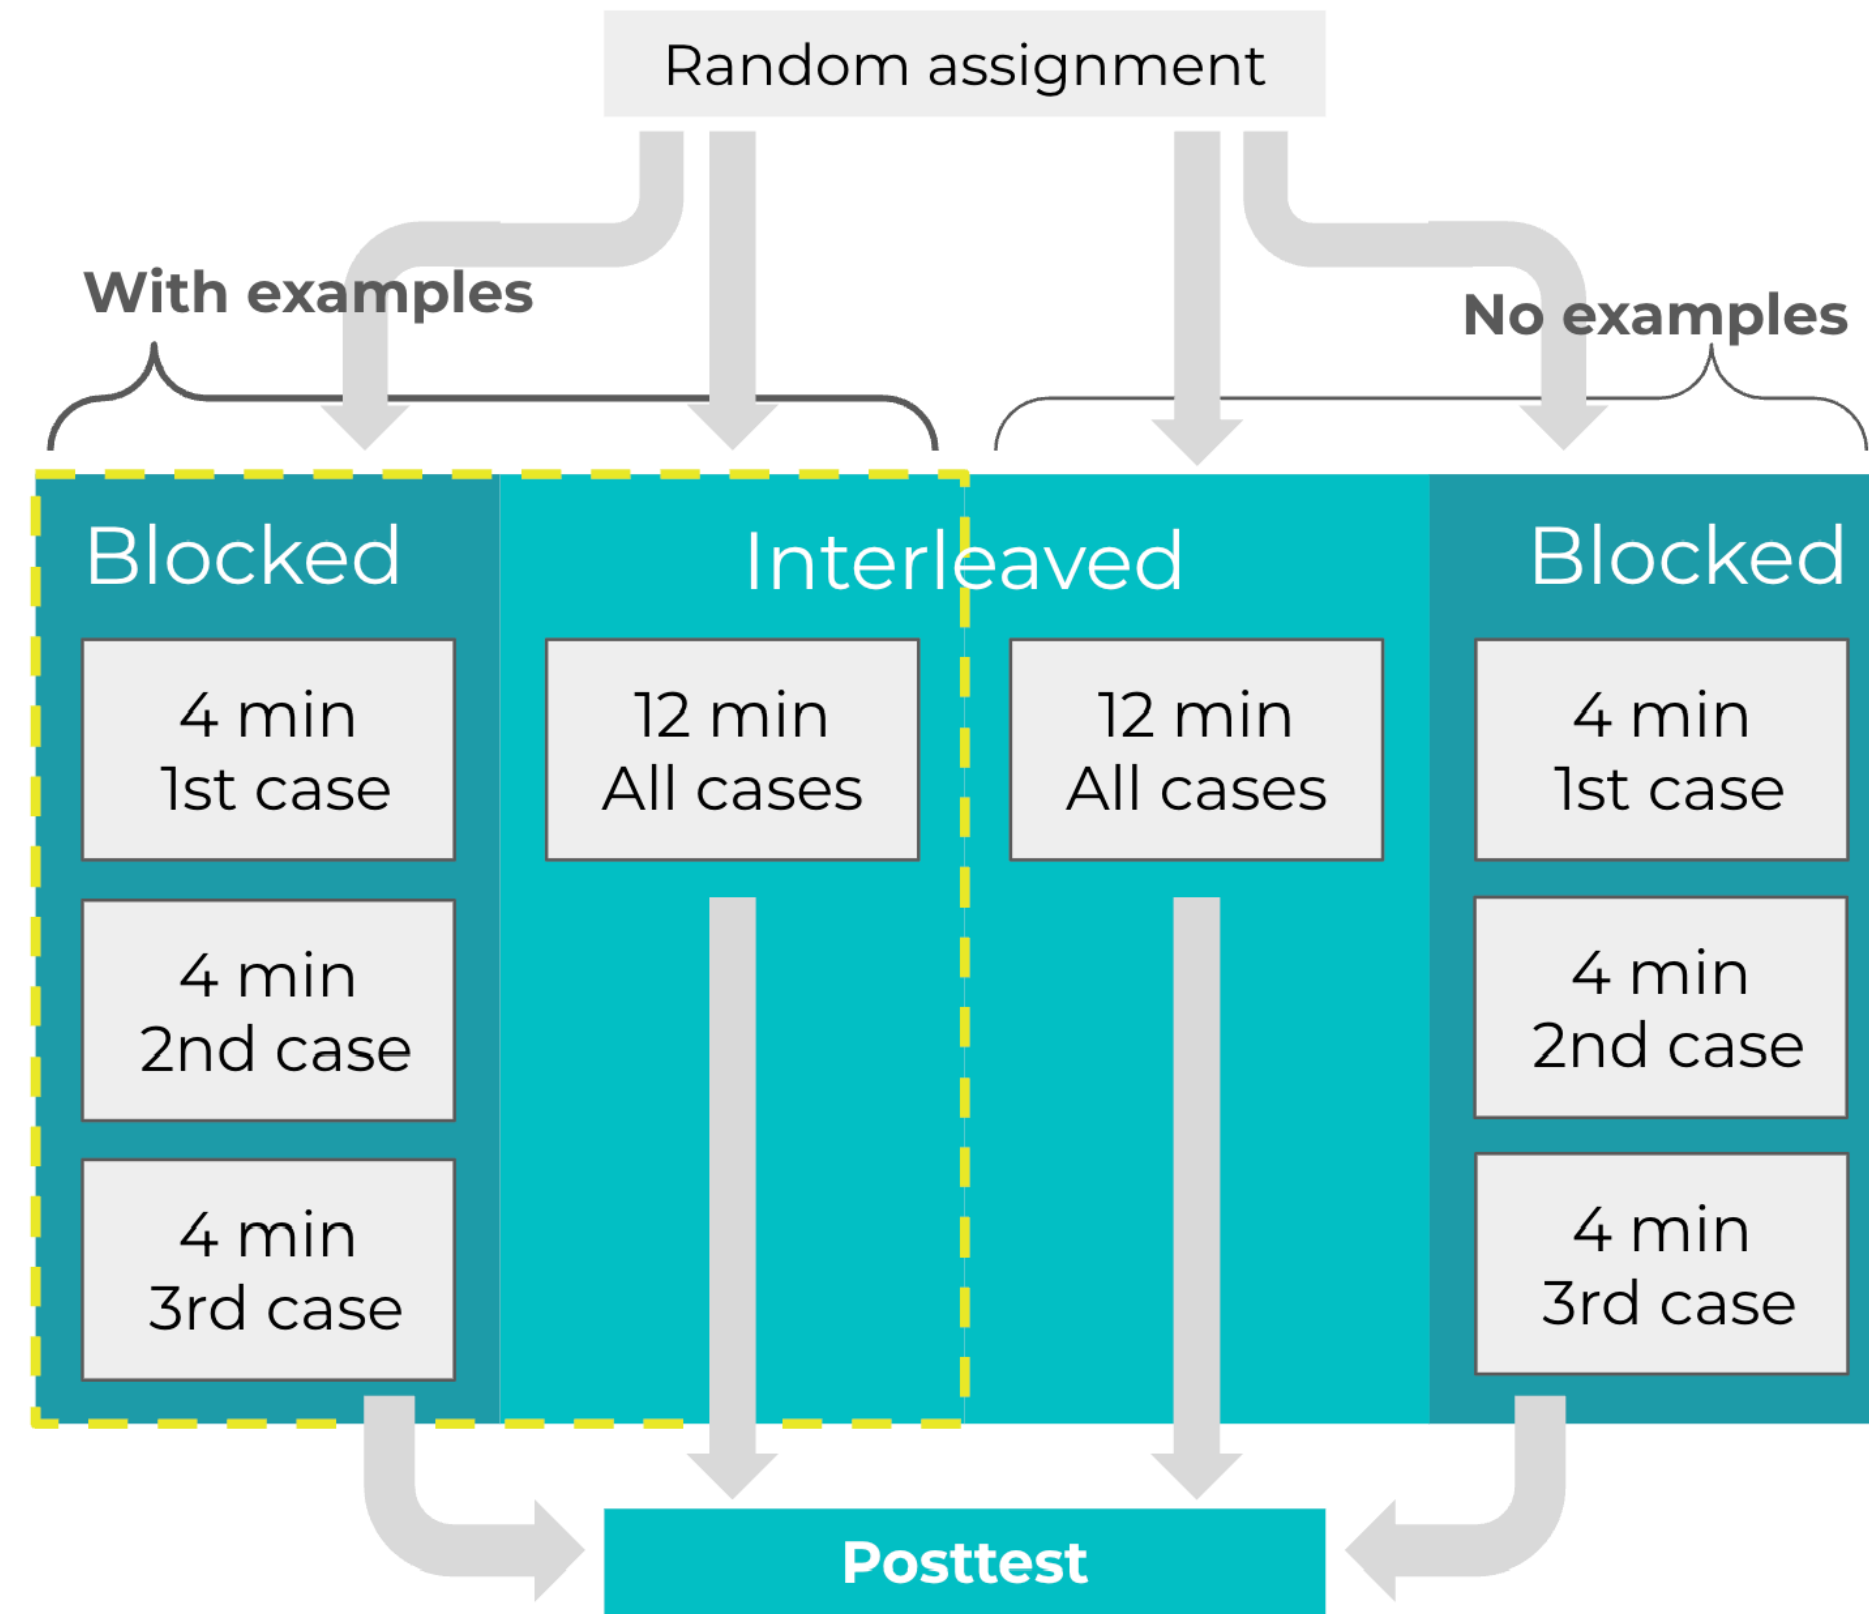 Random assignment
With examples
No examples
Blocked
Interleaved
Blocked
4 min
1st case
12 min
All cases
12 min
All cases
4 min
1st case
4 min
2nd case
4 min
2nd case
4 min
3rd case
4 min
3rd case
Posttest